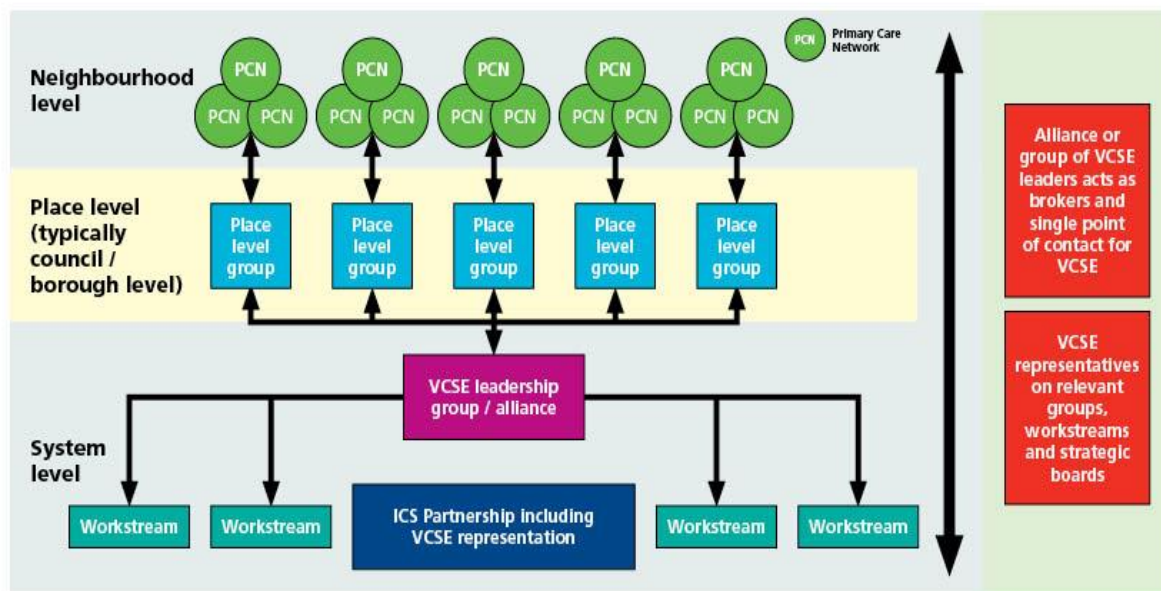 Neighbourhood
level
PCN
PCN PCN
PCN
PCN PCN
PCN
PCN PCN
PCN
PCN PCN
PCN
PCN PCN
PCN
Primary Care
Network
Place level
(typically
council /
borough level)
Place
level
group
Place
level
group
Place
level
group
Place
level
group
Place
level
group
System
level
VCSE leadership
group / alliance
Workstream
Workstream
ICS Partnership including
VCSE representation
Workstream
Workstream
Alliance or
group of VCSE
leaders acts as
brokers and
single point
of contact for
VCSE
VCSE
representatives
on relevant
groups,
workstreams
and strategic
boards